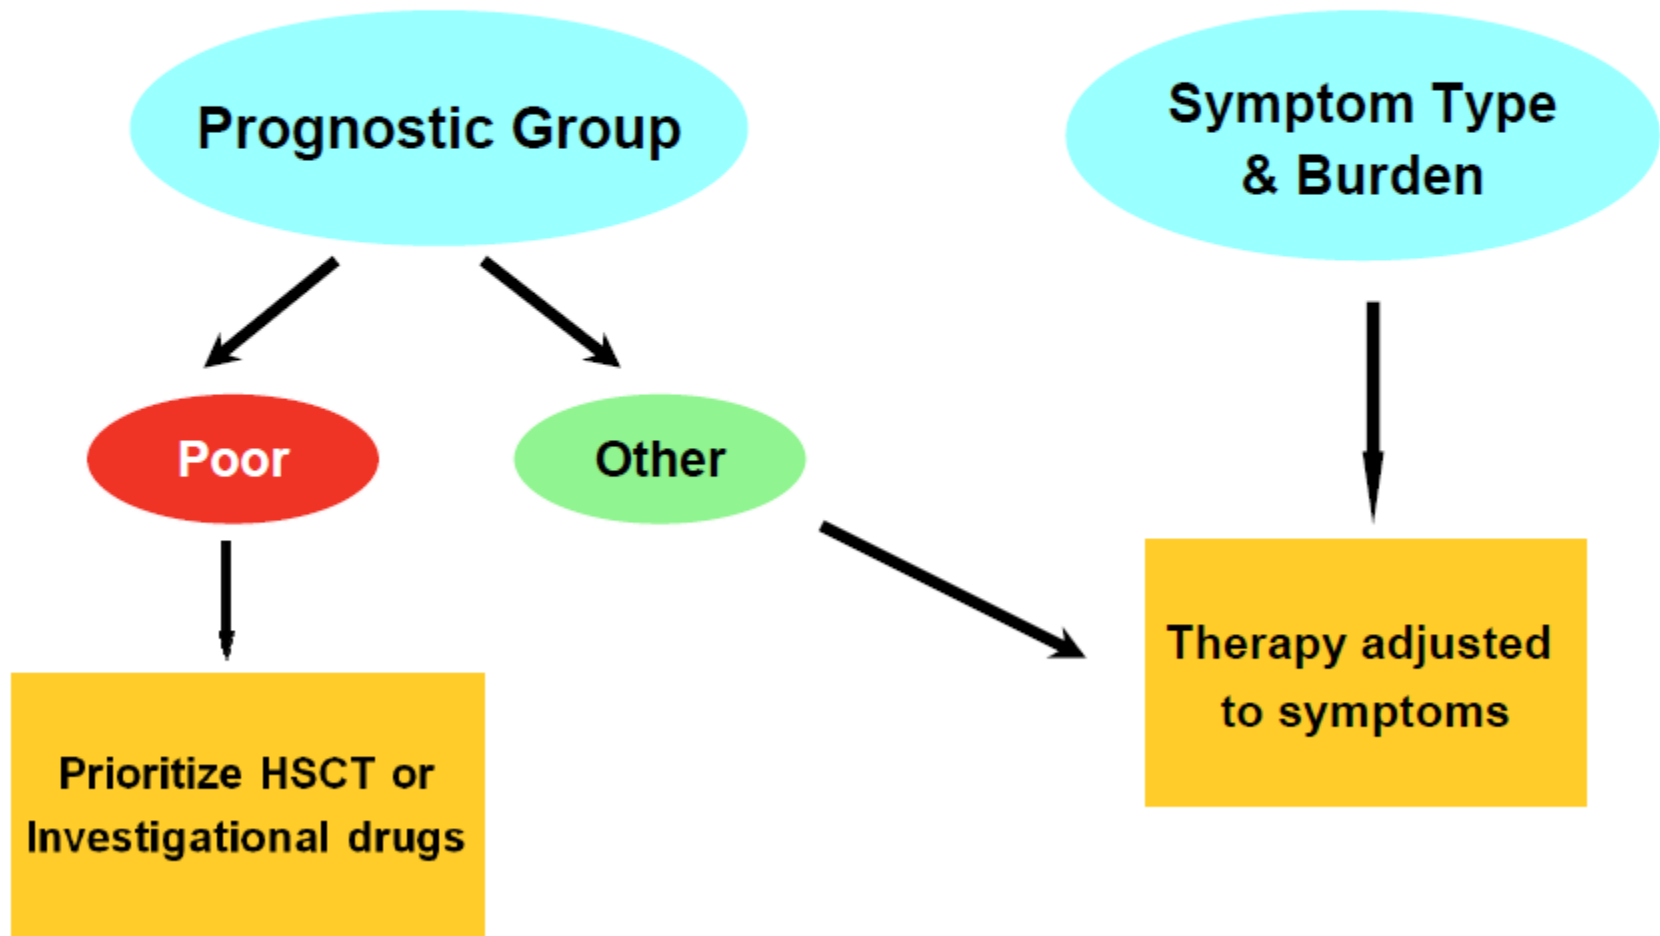 Prognostic Group
Symptom Type
& Burden
Poor
Other
Therapy adjusted
to symptoms
Prioritize HSCT or
Investigational drugs